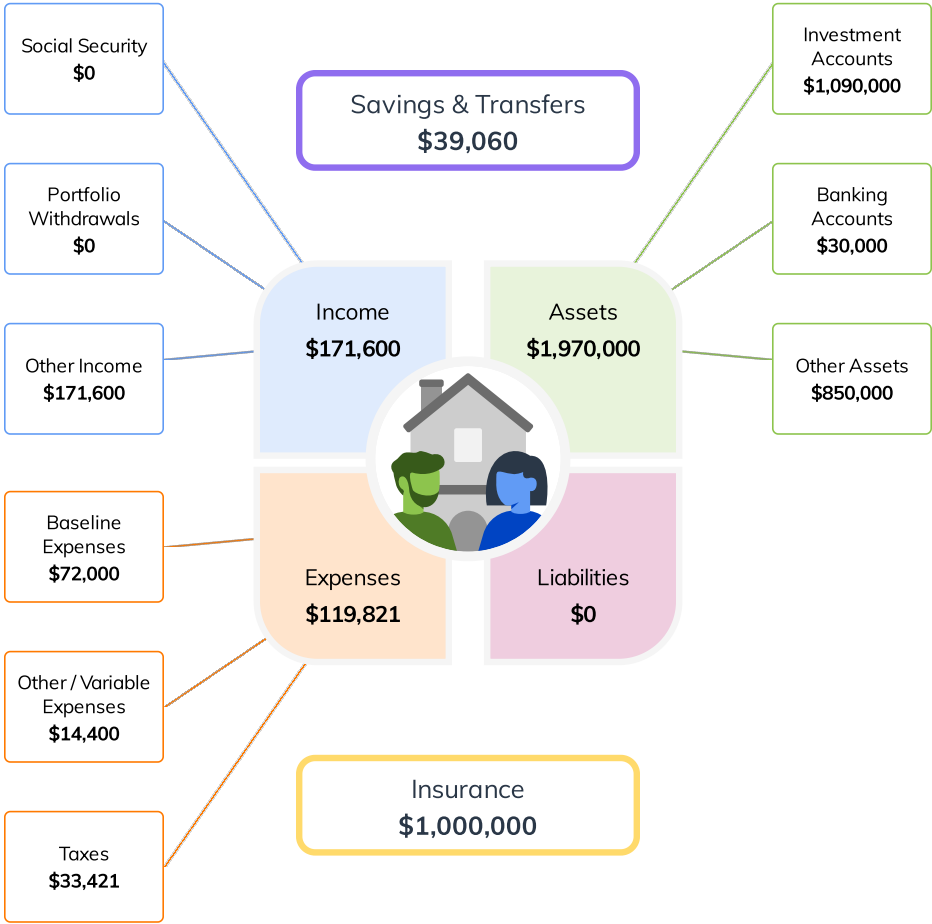 Social Security
$0
Portfolio
Withdrawals
$0
Other Income
$171,600
Baseline
Expenses
$72,000
Other / Variable
Expenses
$14,400
Taxes
$33,421
Savings & Transfers
$39,060
Income
$171,600
Assets
$1,970,000
Expenses
$119,821
Liabilities
$0
Insurance
$1,000,000
Investment
Accounts
$1,090,000
Banking
Accounts
$30,000
Other Assets
$850,000